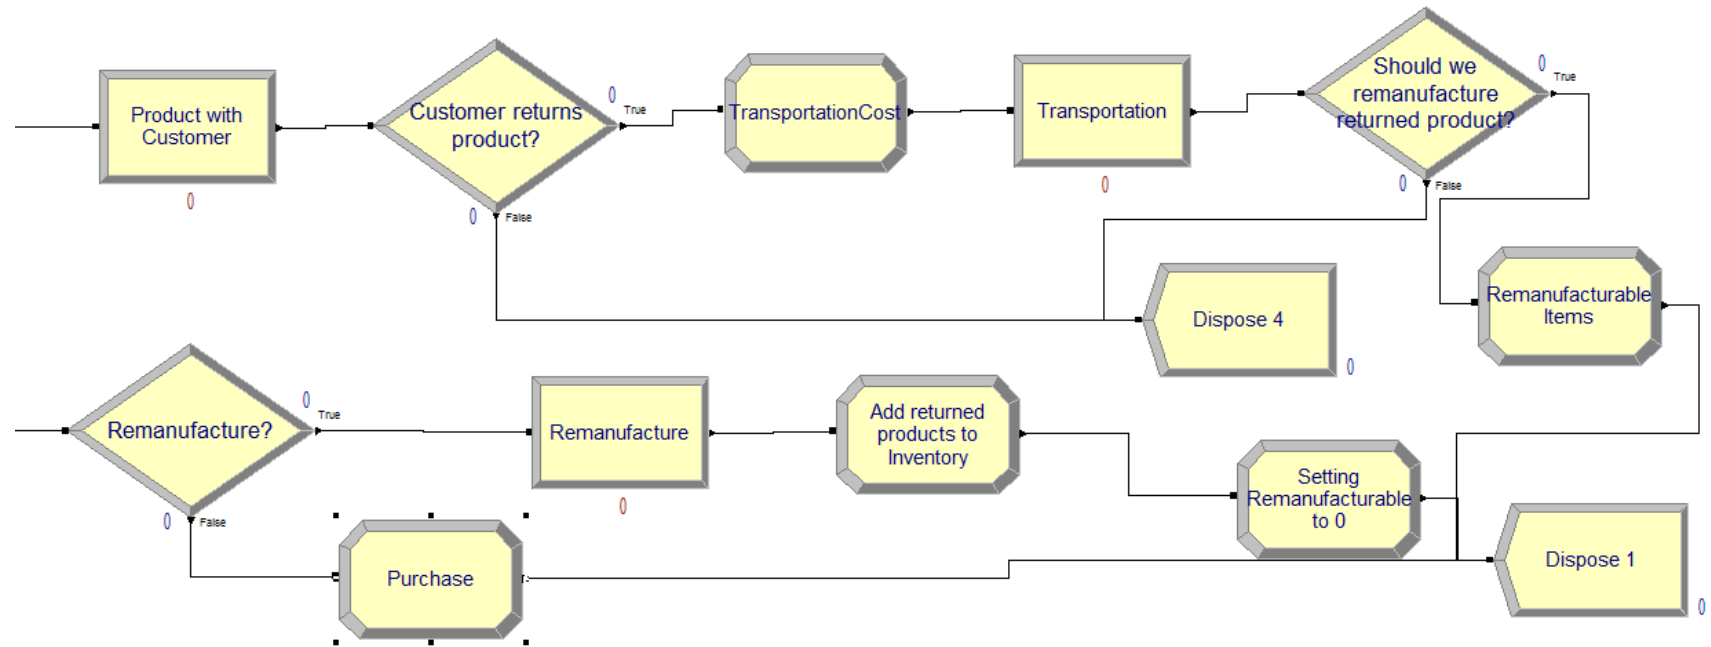 Product with
Customer
0
Customer returns
product?
0
True
0
False
TransportationCost
Transportation
0
Should we
remanufacture
returned product?
0
True
0
False
Remanufacturable
Items
Dispose 4
0
Remanufacture?
0
True
0
False
Remanufacture
0
Add returned
products to
Inventory
Setting
Remanufacturable
to 0
Purchase
Dispose 1
0